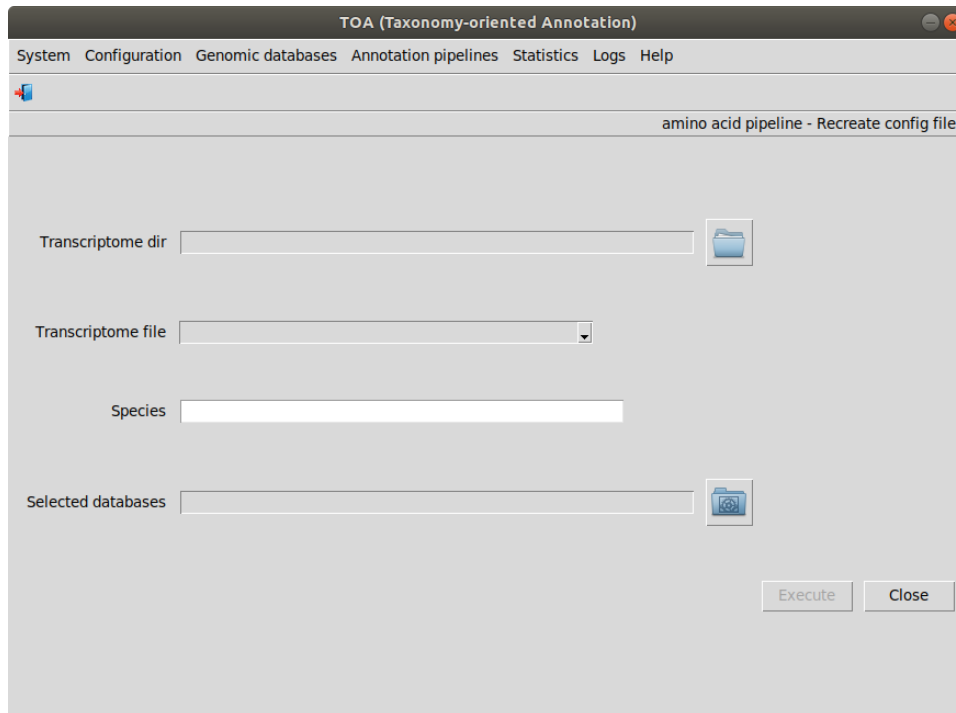 TOA (Taxonomy-oriented Annotation)
System Configuration Genomic databases Annotation pipelines Statistics Logs Help
amino acid pipeline - Recreate config file
Transcriptome dir
Transcriptome file
Species
Selected databases
Execute Close